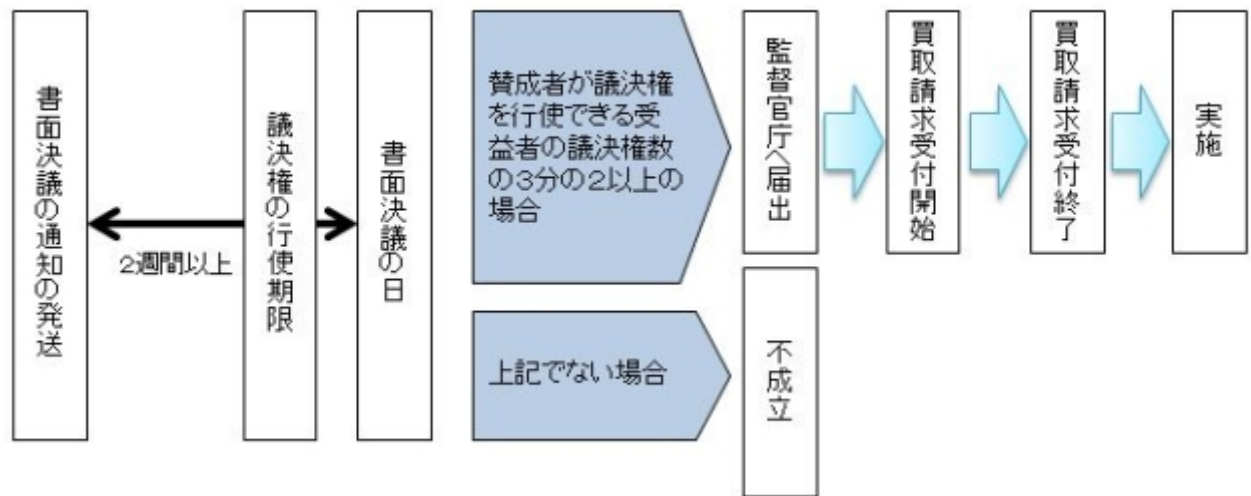 書面決議の通知の発送
2週間以上
議決権の行使期限
書面決議の日
賛成者が議決権
を行使できる受
益者の議決権数
の3分の2以上の
場合
監督官庁へ届出
買取請求受付開始
買取請求受付終了
実施
上記でない場合
不成立